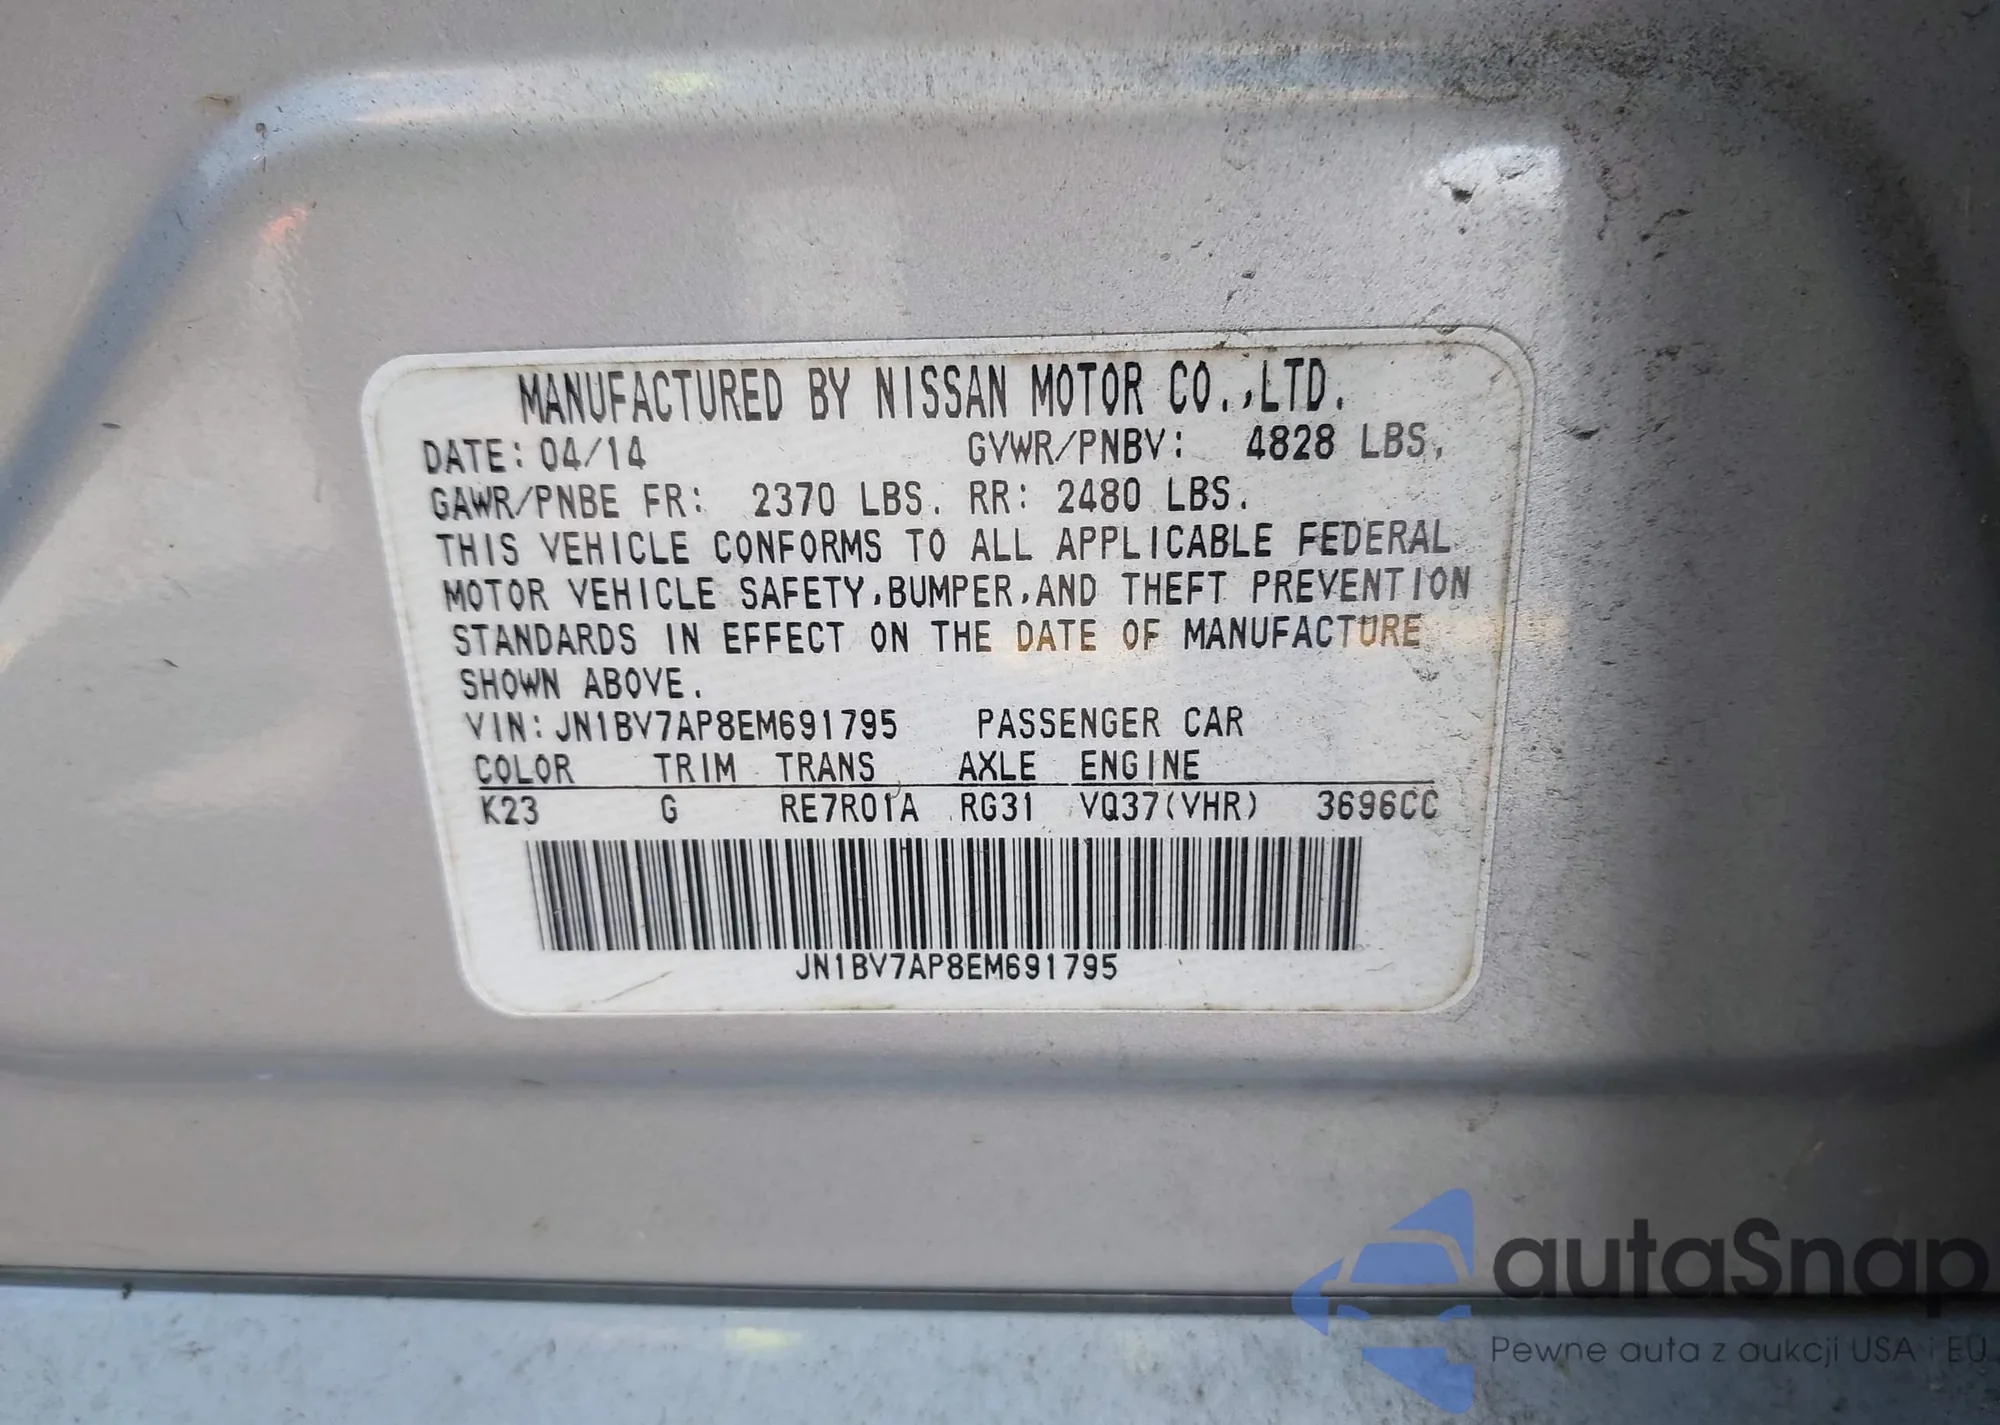 MANUFACTURED BY NISSAN MOTOR CO.,LTD.
DATE: 04/14 GVWR/PNBV: 4828 LBS.
GAWR/PNBE FR: 2370 LBS. RR: 2480 LBS.
THIS VEHICLE CONFORMS TO ALL APPLICABLE FEDERAL
MOTOR VEHICLE SAFETY,BUMPER,AND THEFT PREVENTION
STANDARDS IN EFFECT ON THE DATE OF MANUFACTURE
SHOWN ABOVE.
VIN:JN1BV7AP8EM691795 PASSENGER CAR
COLOR TRIM TRANS AXLE ENGINE
K23 G RE7R01A RG31 VQ37(VHR) 3696CC
JN1BV7AP8EM691795
autaSnap
Pewne auta z aukcji USA i EU